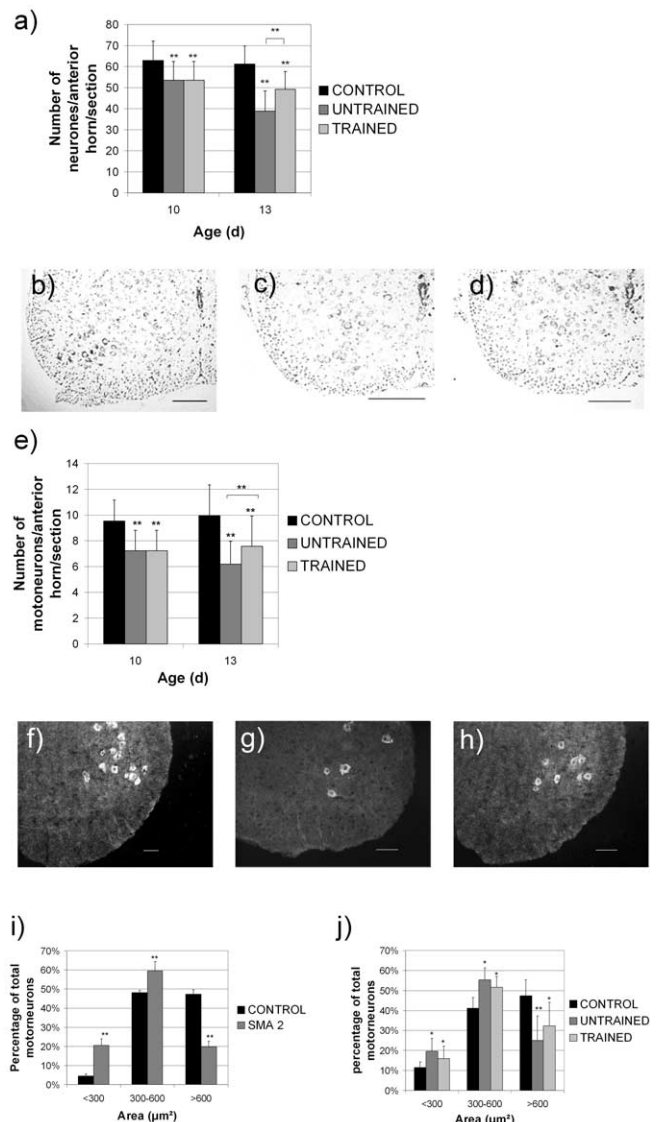 a)
Number of
neurones/anterior
horn/section
80
70
60
50
40
30
20
10
0
** ** ** ** **
10 13
Age (d)
CONTROL
UNTRAINED
TRAINED
b) c) d)
e)
Number of
motoneurons/anterior
horn/section
14
12
10
8
6
4
2
0
** ** ** ** **
10 13
Age (d)
CONTROL
UNTRAINED
TRAINED
f) g) h)
i)
Percentage of total
motorneurons
70%
60%
50%
40%
30%
20%
10%
0%
** ** **
<300 300-600 >600
Area (µm²)
CONTROL
SMA 2
j)
percentage of total
motorneurons
70%
60%
50%
40%
30%
20%
10%
0%
* * * * ** *
<300 300-600 >600
Area (µm²)
CONTROL
UNTRAINED
TRAINED